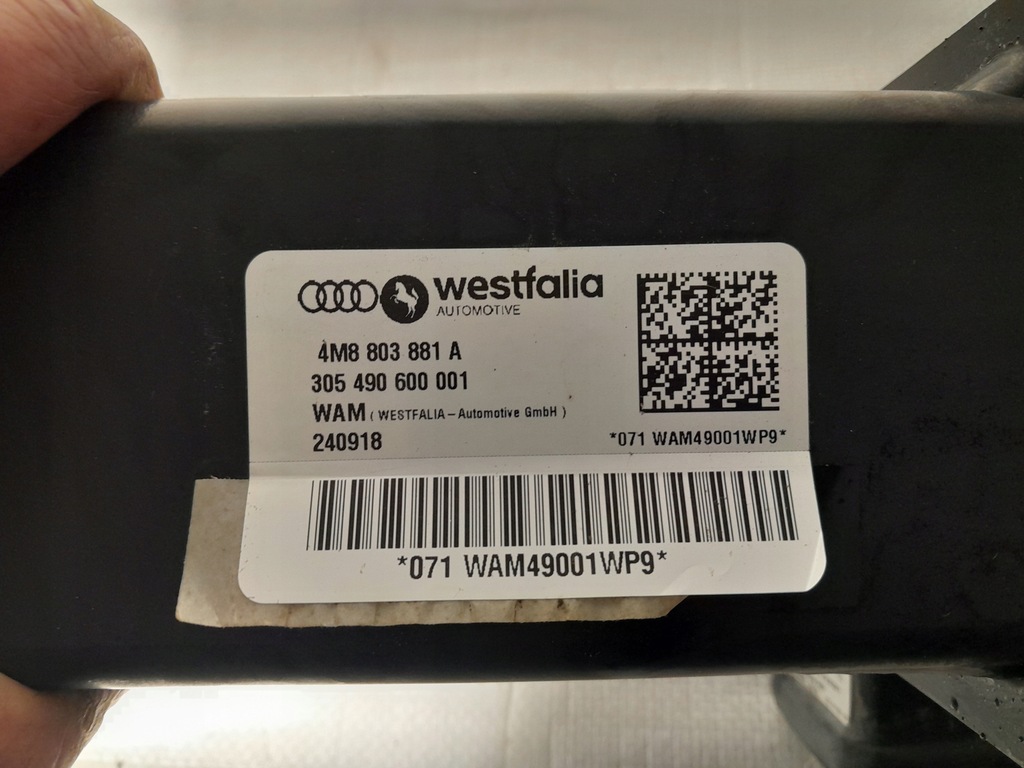 westfalia
AUTOMOTIVE
4M8 803 881 A
305 490 600 001
WAM ( WESTFALIA - Automotive GmbH )
240918
*071 WAM49001WP9*
*071 WAM49001WP9*